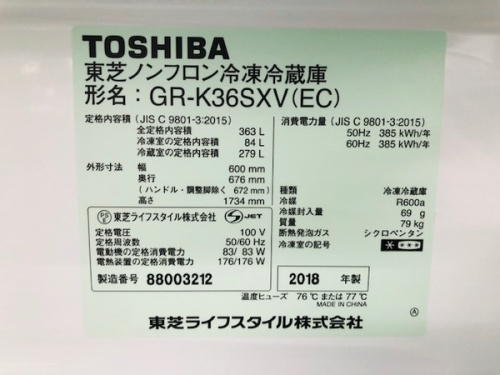 TOSHIBA
東芝ノンフロン冷凍冷蔵庫
形名：GR-K36SXV(EC)
定格内容積 (JIS C 9801-3:2015)
全定格内容積 363 L
冷凍室の定格内容積 84 L
冷蔵室の定格内容積 279 L
外形寸法 幅 600 mm
奥行 676 mm
(ハンドル・調整脚除く 672 mm)
高さ 1734 mm
消費電力量 (JIS C 9801-3:2015)
50Hz 385 kWh/年
60Hz 385 kWh/年
種類 冷凍冷蔵庫
冷媒 R600a
冷媒封入量 69 g
質量 79 kg
断熱発泡ガス シクロペンタン
冷凍室の記号
PSE 東芝ライフスタイル株式会社 JET
定格電圧 100 V
定格周波数 50/60 Hz
電動機の定格消費電力 83/ 83 W
電熱装置の定格消費電力 176/176 W
製造番号 88003212
2018 年製
温度ヒューズ 76℃または77℃
MADE IN CHINA
東芝ライフスタイル株式会社
A